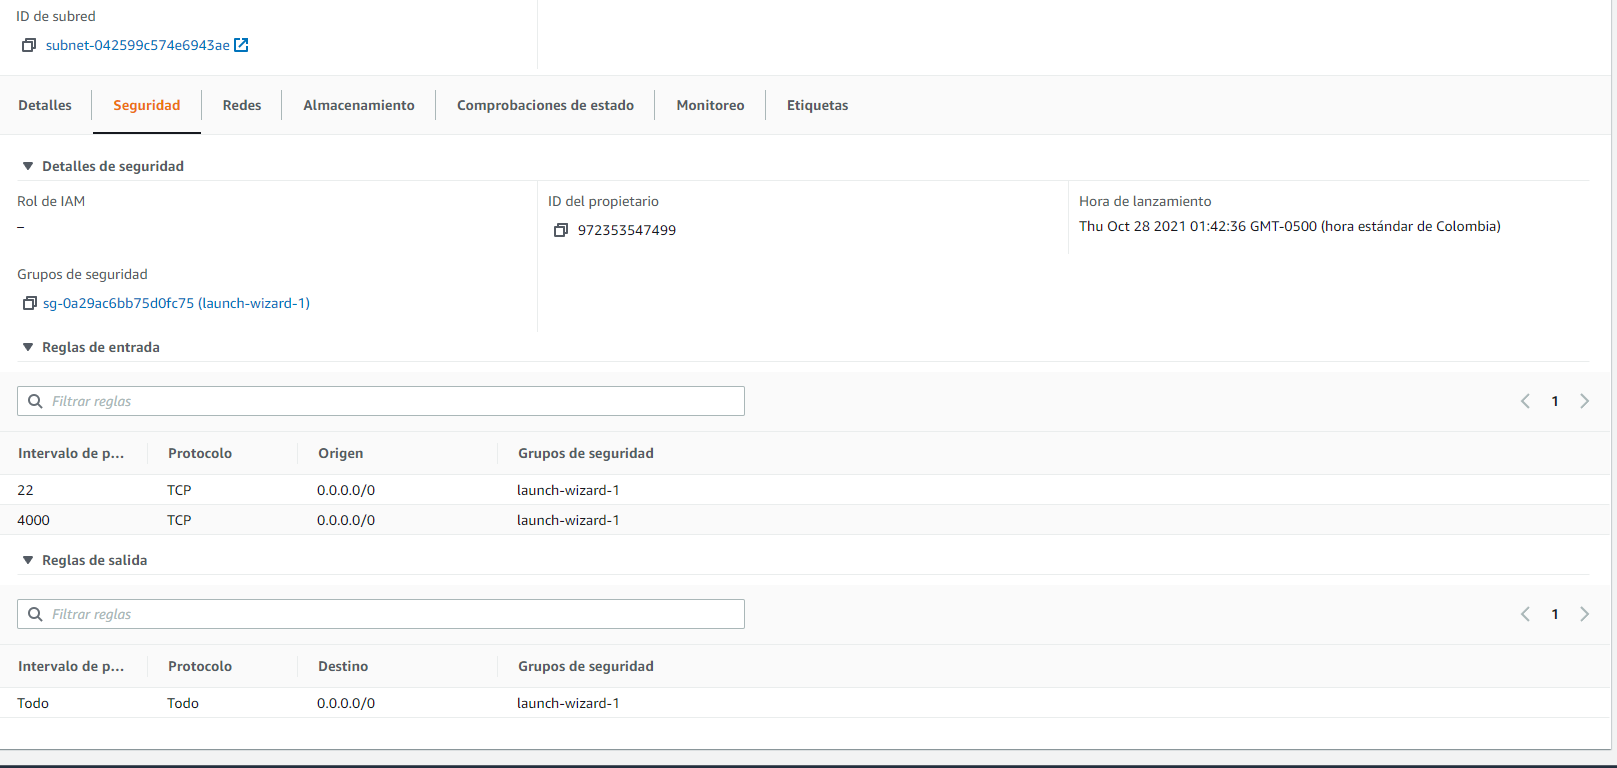 ID de subred
subnet-042599c574e6943ae
Detalles Seguridad Redes Almacenamiento Comprobaciones de estado Monitoreo Etiquetas
Detalles de seguridad
Rol de IAM ID del propietario Hora de lanzamiento
– 972353547499 Thu Oct 28 2021 01:42:36 GMT-0500 (hora estándar de Colombia)
Grupos de seguridad
sg-0a29ac6bb75d0fc75 (launch-wizard-1)
Reglas de entrada
Filtrar reglas 1
Intervalo de p... Protocolo Origen Grupos de seguridad
22 TCP 0.0.0.0/0 launch-wizard-1
4000 TCP 0.0.0.0/0 launch-wizard-1
Reglas de salida
Filtrar reglas 1
Intervalo de p... Protocolo Destino Grupos de seguridad
Todo Todo 0.0.0.0/0 launch-wizard-1